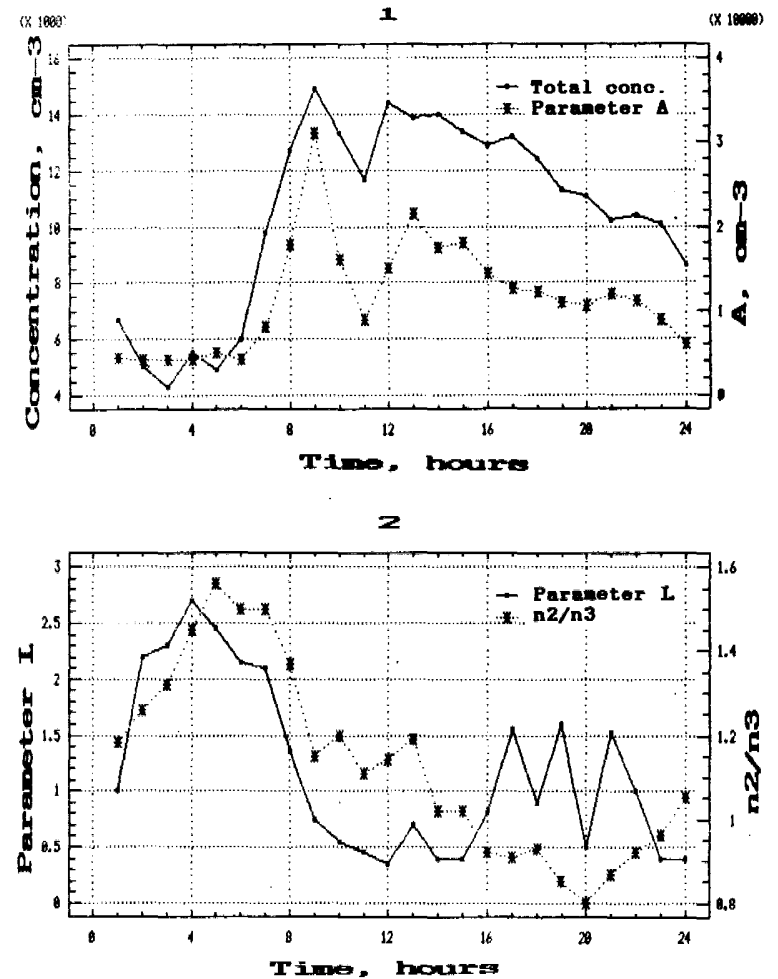 1
(X 1000)
(X 10000)
Concentration, cm-3
16
14
12
10
8
6
4
Total conc.
Parameter A
4
3
2
1
0
A, cm-3
0 4 8 12 16 20 24
Time, hours
2
Parameter L
3
2.5
2
1.5
1
0.5
0
Parameter L
n2/n3
1.6
1.4
1.2
1
0.8
n2/n3
0 4 8 12 16 20 24
Time, hours